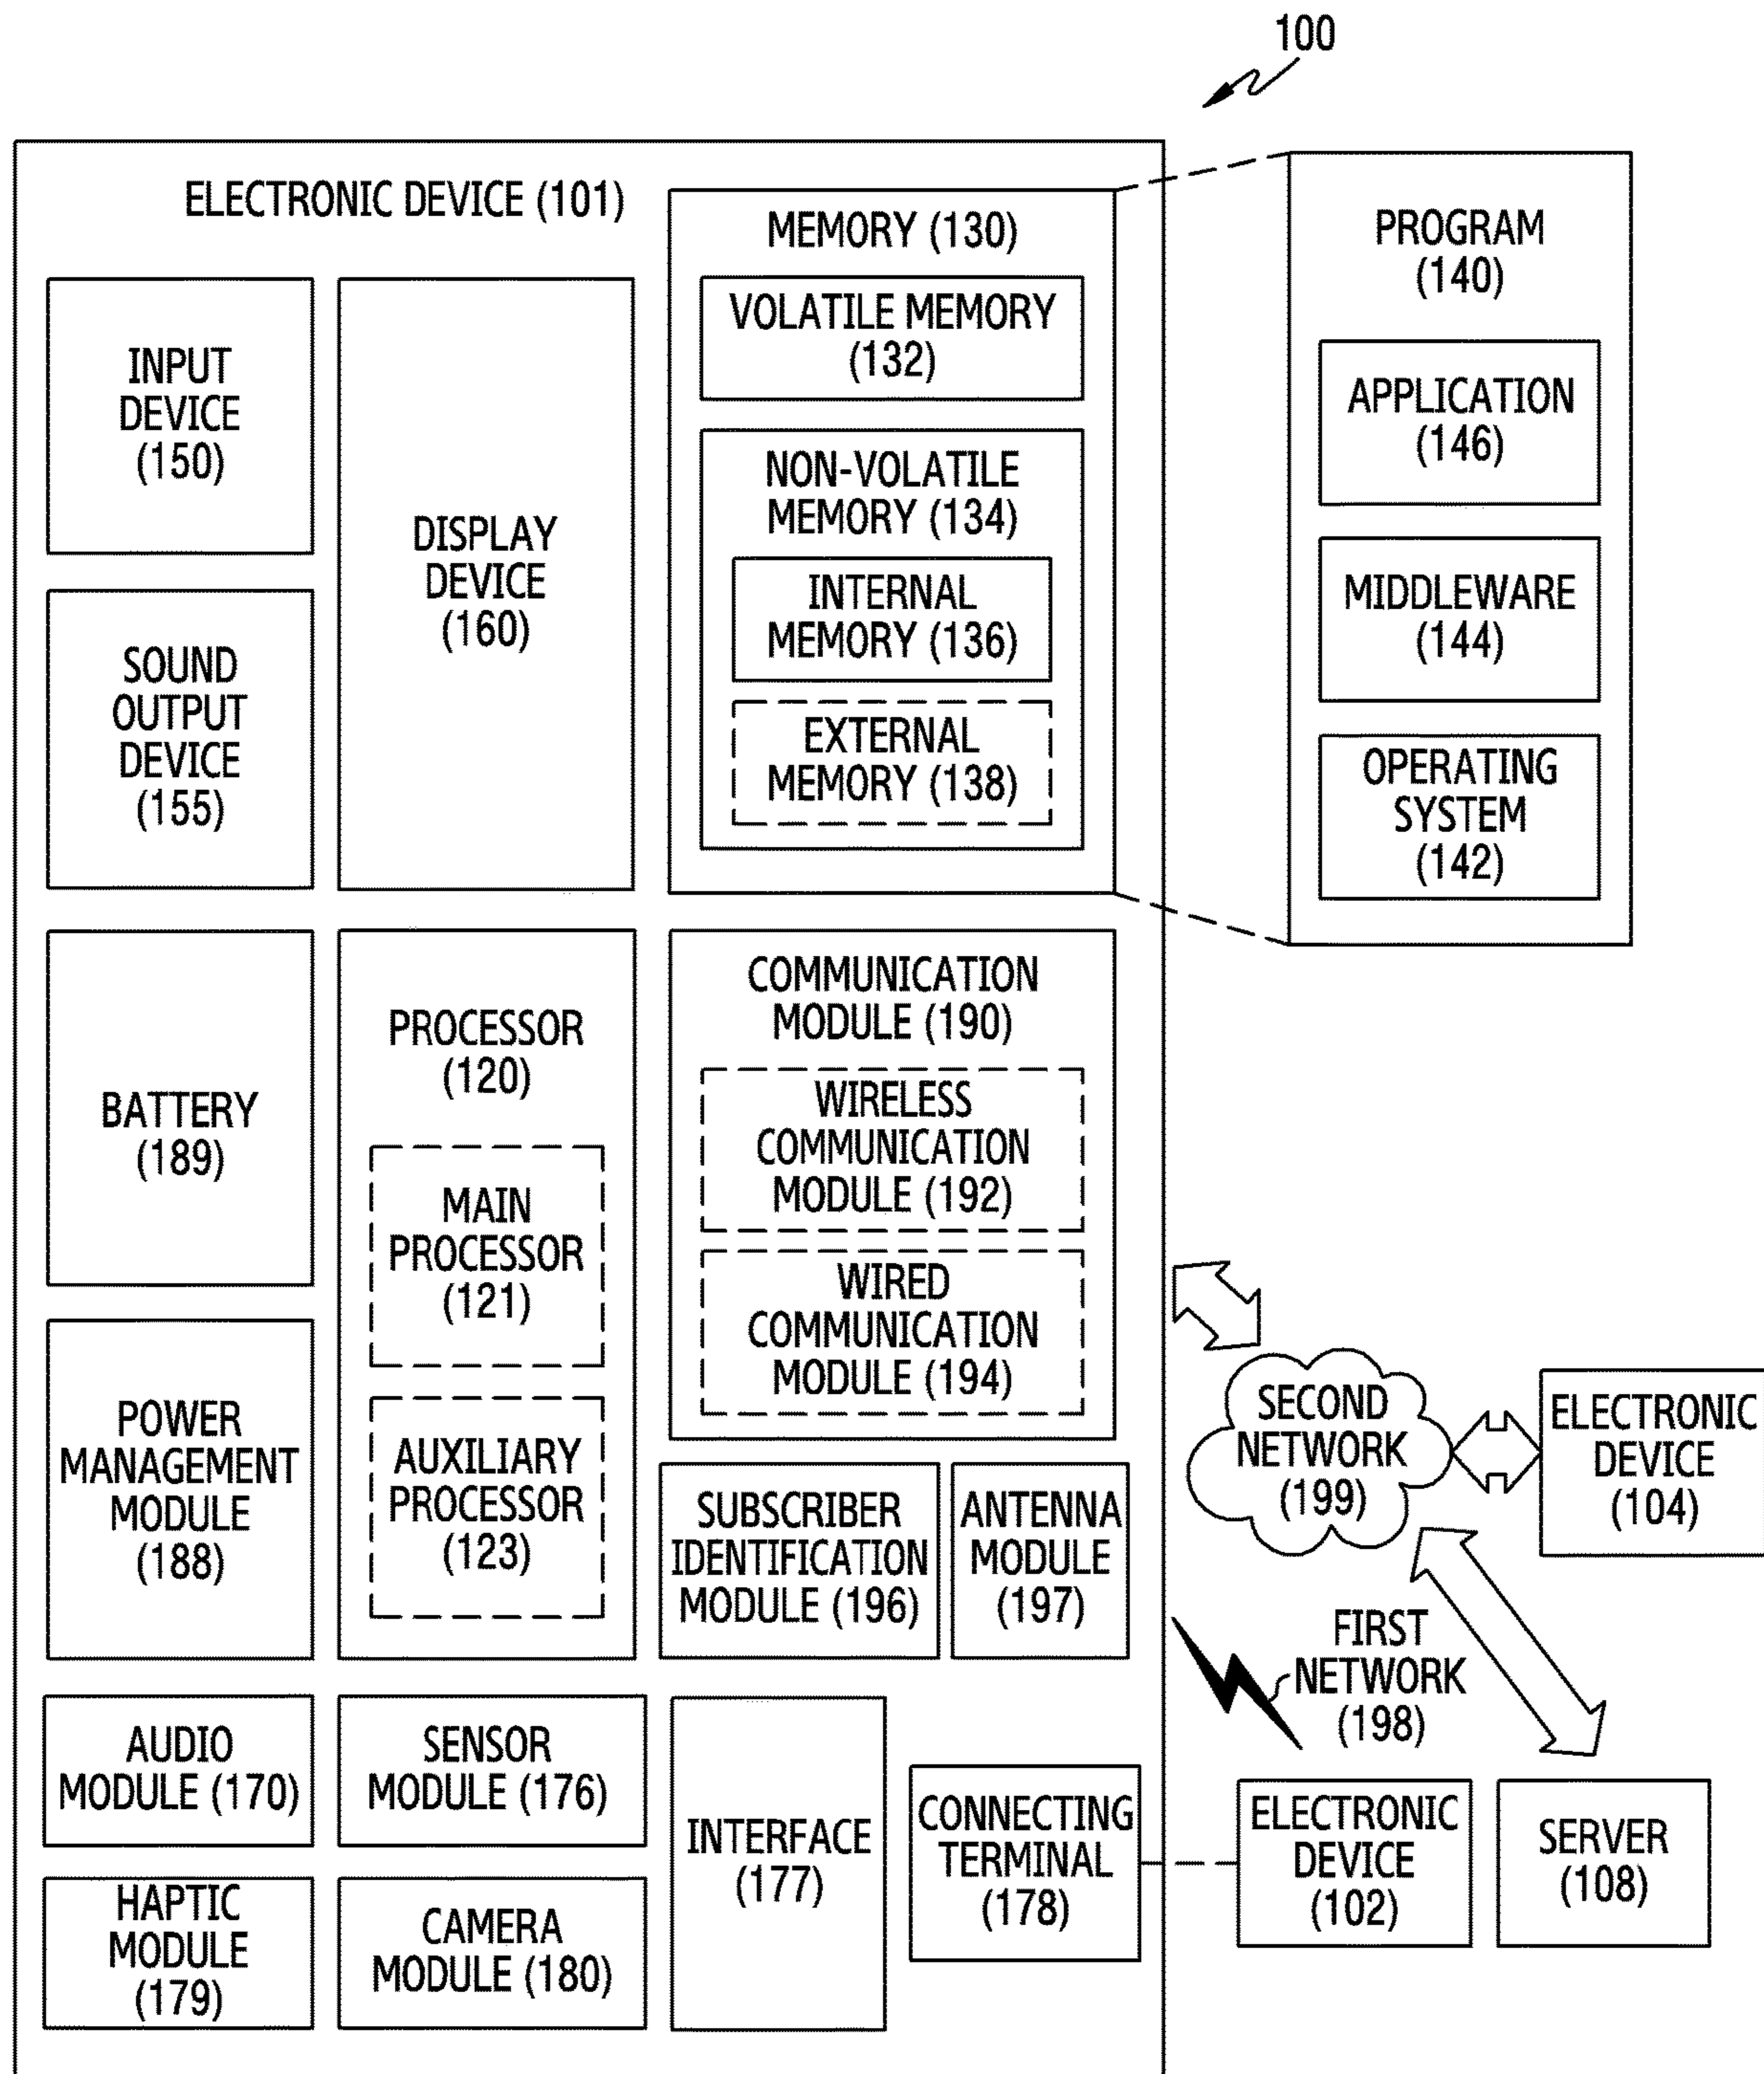 100
ELECTRONIC DEVICE (101)
INPUT
DEVICE
(150)
SOUND
OUTPUT
DEVICE
(155)
DISPLAY
DEVICE
(160)
MEMORY (130)
VOLATILE MEMORY
(132)
NON-VOLATILE
MEMORY (134)
INTERNAL
MEMORY (136)
EXTERNAL
MEMORY (138)
PROGRAM
(140)
APPLICATION
(146)
MIDDLEWARE
(144)
OPERATING
SYSTEM
(142)
BATTERY
(189)
POWER
MANAGEMENT
MODULE
(188)
PROCESSOR
(120)
MAIN
PROCESSOR
(121)
AUXILIARY
PROCESSOR
(123)
COMMUNICATION
MODULE (190)
WIRELESS
COMMUNICATION
MODULE (192)
WIRED
COMMUNICATION
MODULE (194)
SUBSCRIBER
IDENTIFICATION
MODULE (196)
ANTENNA
MODULE
(197)
SECOND
NETWORK
(199)
ELECTRONIC
DEVICE
(104)
FIRST
NETWORK
(198)
AUDIO
MODULE (170)
SENSOR
MODULE (176)
INTERFACE
(177)
CONNECTING
TERMINAL
(178)
ELECTRONIC
DEVICE
(102)
SERVER
(108)
HAPTIC
MODULE
(179)
CAMERA
MODULE (180)